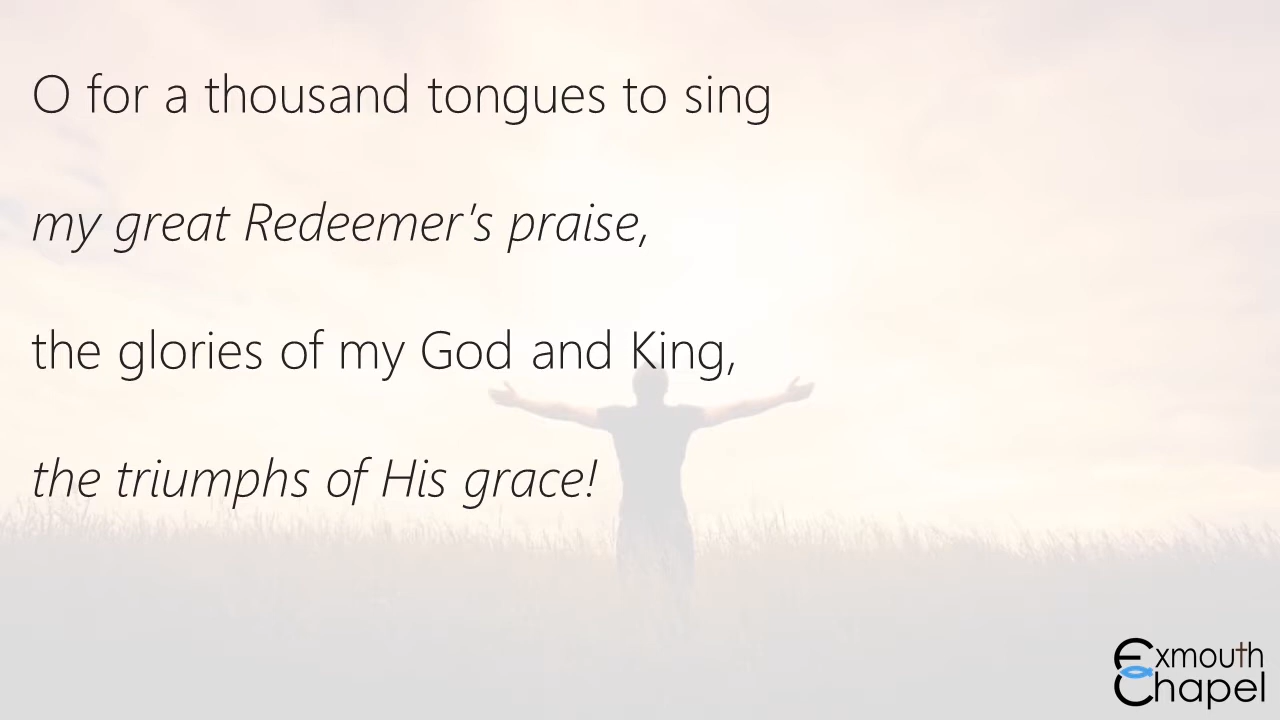 O for a thousand tongues to sing
my great Redeemer’s praise,
the glories of my God and King,
the triumphs of His grace!
Exmouth
Chapel